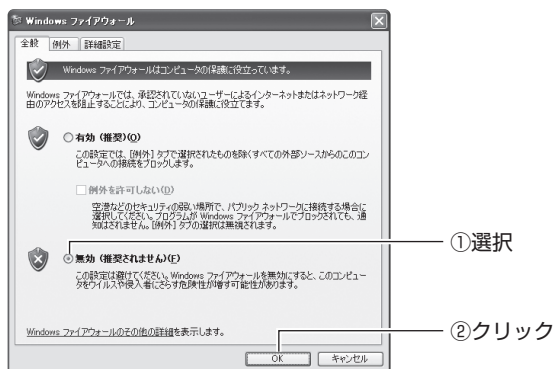 Windows ファイアウォール
全般 例外 詳細設定
Windows ファイアウォールはコンピュータの保護に役立っています。
Windows ファイアウォールでは、承認されていないユーザーによるインターネットまたはネットワーク経
由のアクセスを阻止することにより、コンピュータの保護に役立てます。
有効 (推奨)(O)
この設定では、[例外] タブで選択されたものを除くすべての外部ソースからのこのコン
ピュータへの接続をブロックします。
例外を許可しない(D)
空港などのセキュリティの弱い場所で、パブリック ネットワークに接続する場合に
選択してください。プログラムが Windows ファイアウォールでブロックされても、通
知はされません。[例外] タブの選択は無視されます。
①選択
無効 (推奨されません)(F)
この設定は避けてください。Windows ファイアウォールを無効にすると、このコンピュー
タをウイルスや侵入者にさらす危険性が増す可能性があります。
Windows ファイアウォールのその他の詳細を表示します。
②クリック
OK キャンセル